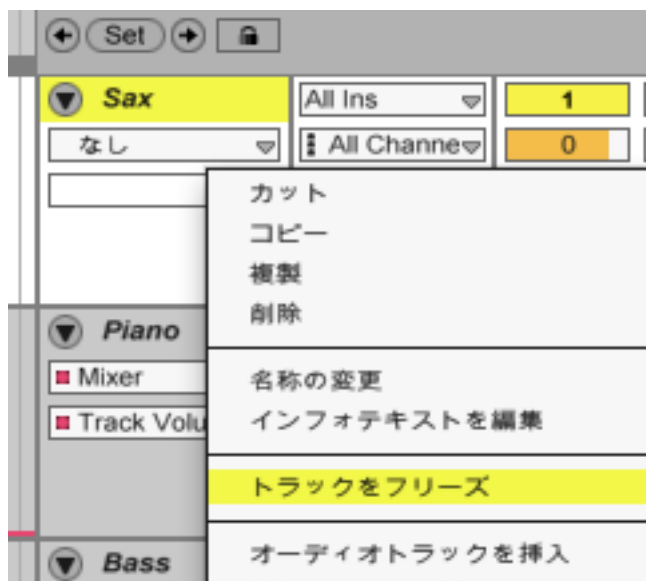 Set
Sax
All Ins
1
なし
All Channe
0
カット
コピー
複製
削除
Piano
Mixer
名称の変更
Track Volu
インフォテキストを編集
トラックをフリーズ
Bass
オーディオトラックを挿入